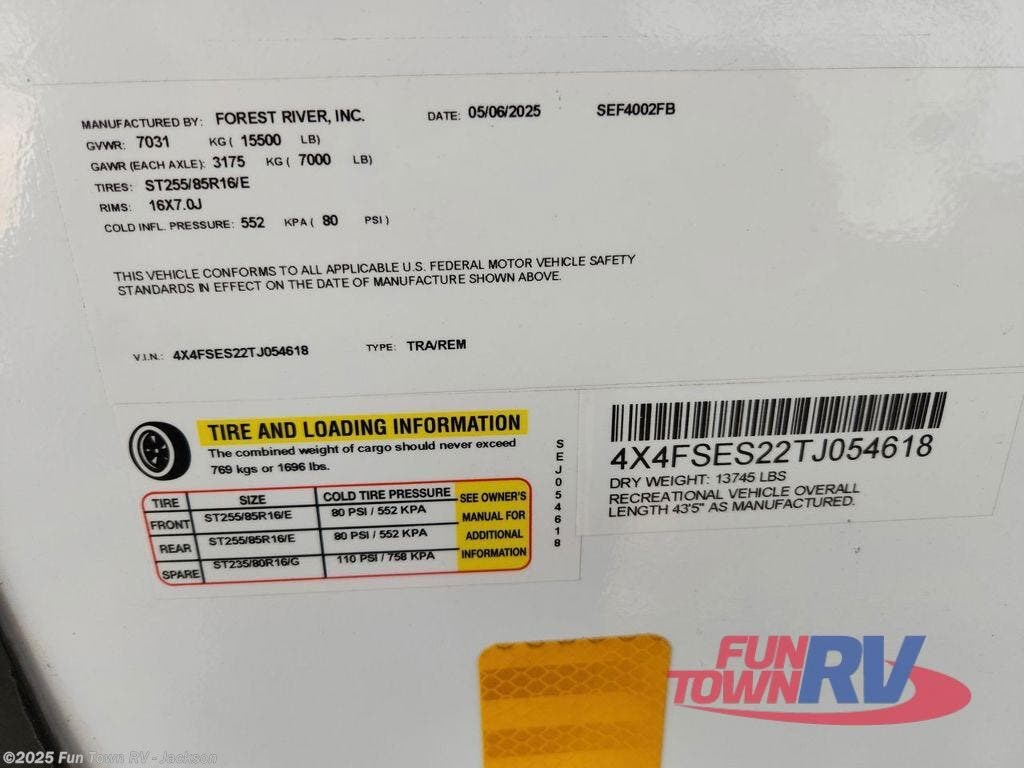 MANUFACTURED BY: FOREST RIVER, INC. DATE: 05/06/2025 SEF4002FB
GVWR: 7031 KG ( 15500 LB)
GAWR (EACH AXLE): 3175 KG ( 7000 LB)
TIRES: ST255/85R16/E
RIMS: 16X7.0J
COLD INFL. PRESSURE: 552 KPA ( 80 PSI )
THIS VEHICLE CONFORMS TO ALL APPLICABLE U.S. FEDERAL MOTOR VEHICLE SAFETY
STANDARDS IN EFFECT ON THE DATE OF MANUFACTURE SHOWN ABOVE.
V.I.N.: 4X4FSES22TJ054618 TYPE: TRA/REM
TIRE AND LOADING INFORMATION
The combined weight of cargo should never exceed
769 kgs or 1696 lbs.
TIRE SIZE COLD TIRE PRESSURE
FRONT ST255/85R16/E 80 PSI / 552 KPA
REAR ST255/85R16/E 80 PSI / 552 KPA
SPARE ST235/80R16/G 110 PSI / 758 KPA
SEE OWNER'S
MANUAL FOR
ADDITIONAL
INFORMATION
SEJ054618
4X4FSES22TJ054618
DRY WEIGHT: 13745 LBS
RECREATIONAL VEHICLE OVERALL
LENGTH 43'5" AS MANUFACTURED.
FUN TOWN RV
©2025 Fun Town RV - Jackson